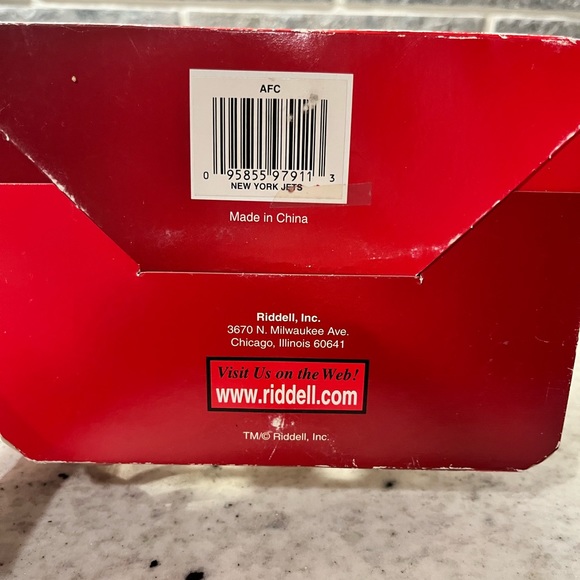 AFC
0 95855 97911 3
NEW YORK JETS
Made in China
Riddell, Inc.
3670 N. Milwaukee Ave.
Chicago, Illinois 60641
Visit Us on the Web!
www.riddell.com
TM/© Riddell, Inc.